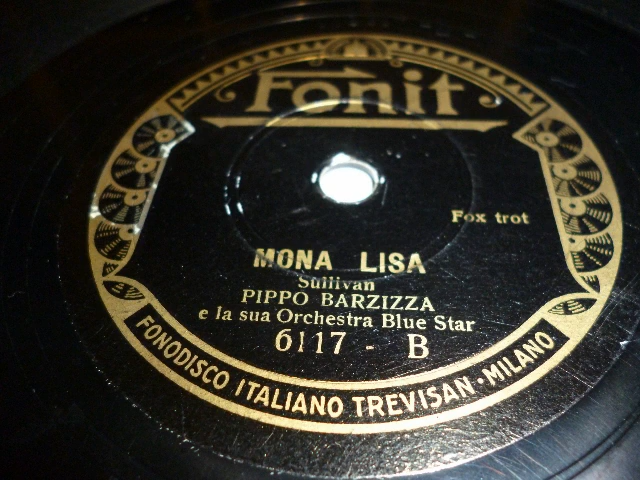 Fonit
Fox trot
MONA LISA
Sullivan
PIPPO BARZIZZA
e la sua Orchestra Blue Star
6117 - B
FONODISCO ITALIANO TREVISAN · MILANO